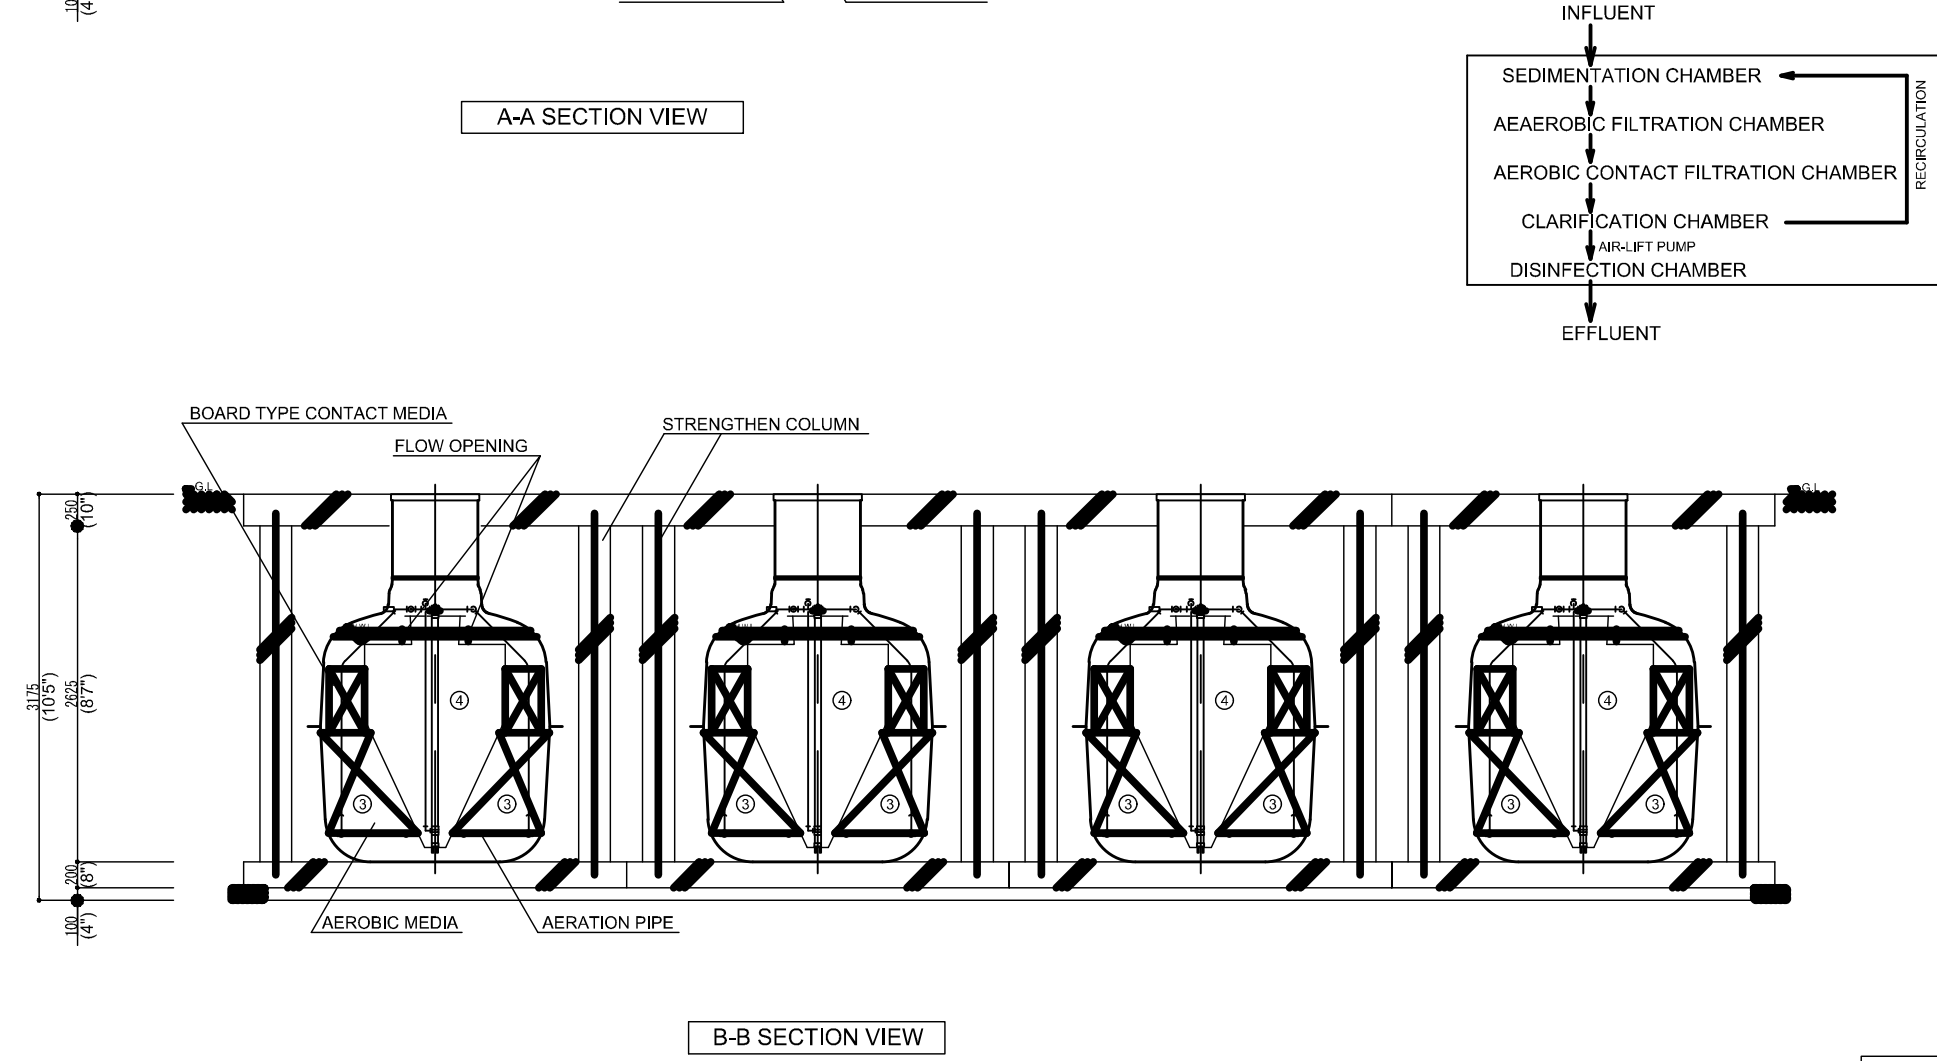 10
(4
A-A SECTION VIEW
INFLUENT
SEDIMENTATION CHAMBER
AEAEROBIC FILTRATION CHAMBER
AEROBIC CONTACT FILTRATION CHAMBER
CLARIFICATION CHAMBER
AIR-LIFT PUMP
DISINFECTION CHAMBER
RECIRCULATION
EFFLUENT
BOARD TYPE CONTACT MEDIA
FLOW OPENING
STRENGTHEN COLUMN
G.L
G.L
250
(10")
3175
(10'5")
2625
(8'7")
200
(8")
100
(4")
4
4
4
4
3
3
3
3
3
3
3
3
AEROBIC MEDIA
AERATION PIPE
B-B SECTION VIEW